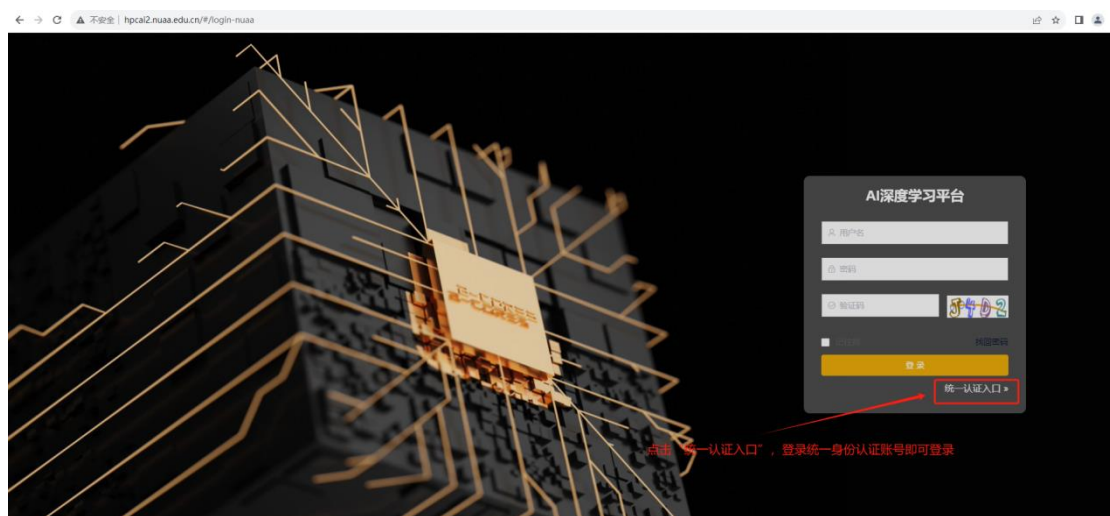 不安全 | hpcai2.nuaa.edu.cn/#/login-nuaa
AI深度学习平台
用户名
密码
验证码
5402
找回密码
登录
统一认证入口 »
点击“统一认证入口”，登录统一身份认证账号即可登录